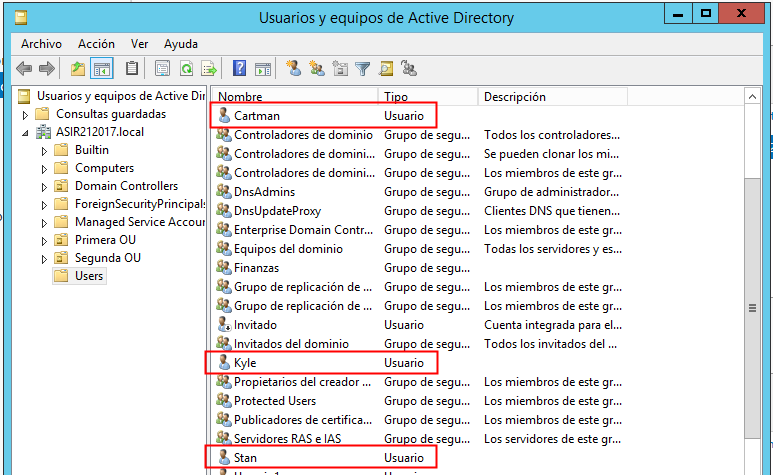 Usuarios y equipos de Active Directory
Archivo Acción Ver Ayuda
Usuarios y equipos de Active Dir
Consultas guardadas
ASIR212017.local
Builtin
Computers
Domain Controllers
ForeignSecurityPrincipals
Managed Service Accour
Primera OU
Segunda OU
Users
Nombre Tipo Descripción
Cartman Usuario
Controladores de dominio Grupo de segu... Todos los controladores...
Controladores de domini... Grupo de segu... Se pueden clonar los mi...
Controladores de domini... Grupo de segu... Los miembros de este gr...
DnsAdmins Grupo de segu... Grupo de administrador...
DnsUpdateProxy Grupo de segu... Clientes DNS que tienen...
Enterprise Domain Contr... Grupo de segu... Los miembros de este gr...
Equipos del dominio Grupo de segu... Todas los servidores y es...
Finanzas Grupo de segu...
Grupo de replicación de ... Grupo de segu... Los miembros de este gr...
Grupo de replicación de ... Grupo de segu... Los miembros de este gr...
Invitado Usuario Cuenta integrada para el...
Invitados del dominio Grupo de segu... Todos los invitados del ...
Kyle Usuario
Propietarios del creador ... Grupo de segu... Los miembros de este gr...
Protected Users Grupo de segu... Los miembros de este gr...
Publicadores de certifica... Grupo de segu... Los miembros de este gr...
Servidores RAS e IAS Grupo de segu... Los servidores de este gr...
Stan Usuario